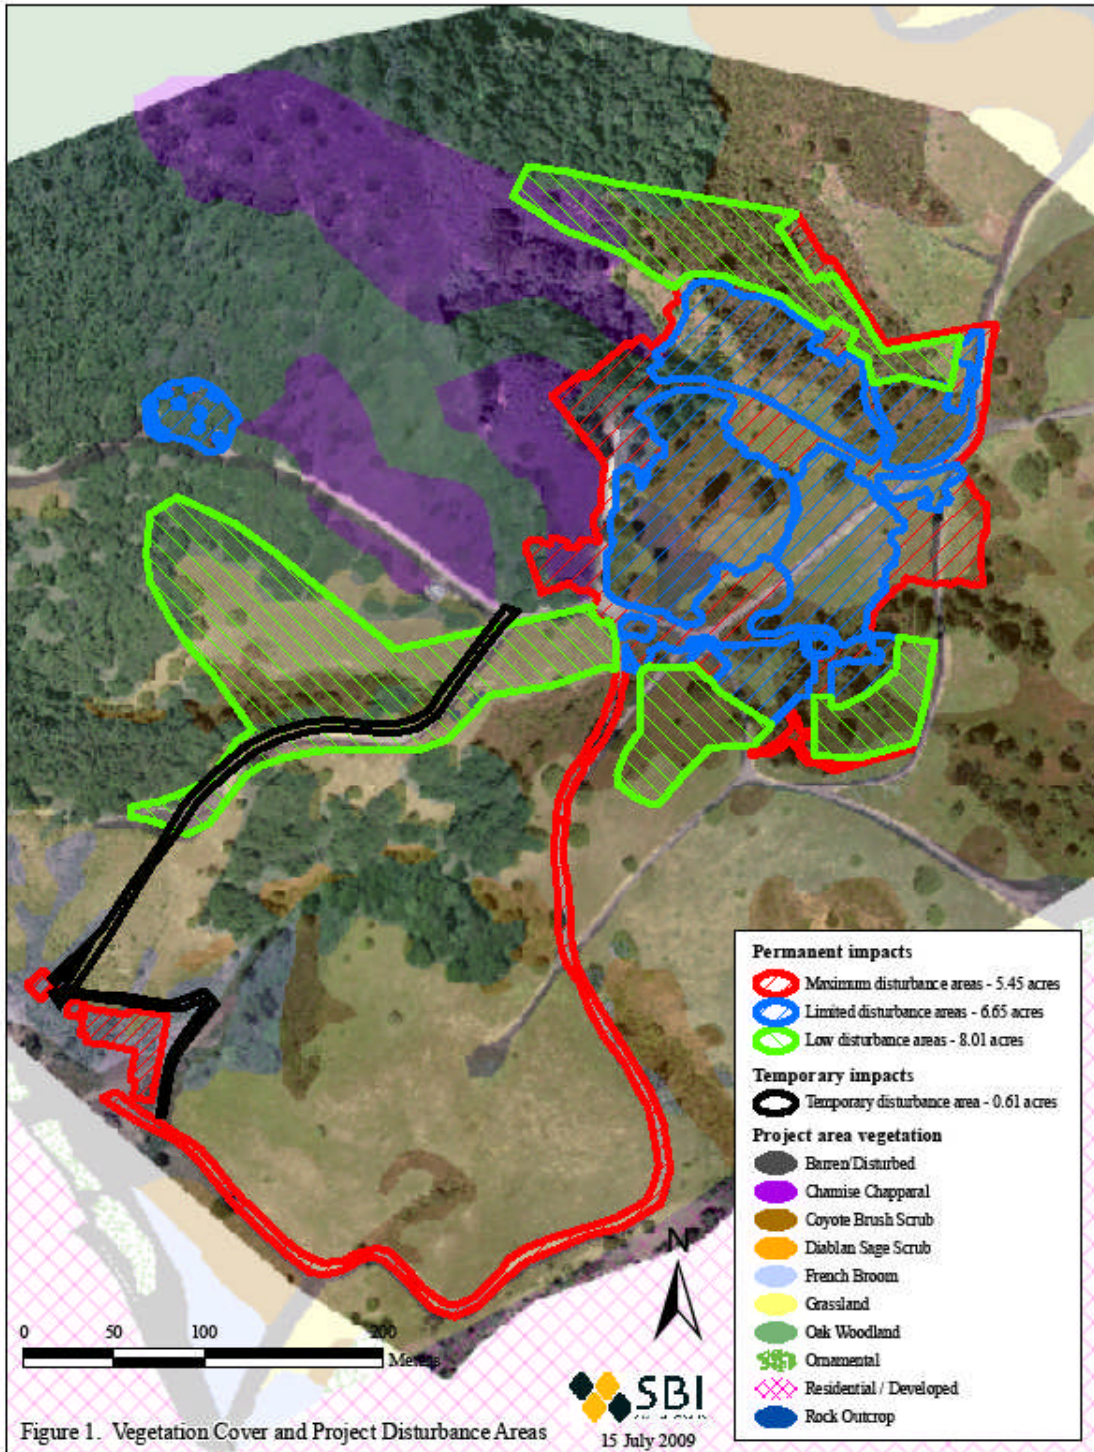 Permanent impacts
Maximum disturbance areas - 5.45 acres
Limited disturbance areas - 6.65 acres
Low disturbance areas - 8.01 acres
Temporary impacts
Temporary disturbance area - 0.61 acres
Project area vegetation
Barren/Disturbed
Chamise Chapparal
Coyote Brush Scrub
Diablan Sage Scrub
French Broom
Grassland
Oak Woodland
Ornamental
Residential / Developed
Rock Outcrop
N
0 50 100 200
Meters
SBI
Figure 1. Vegetation Cover and Project Disturbance Areas
15 July 2009